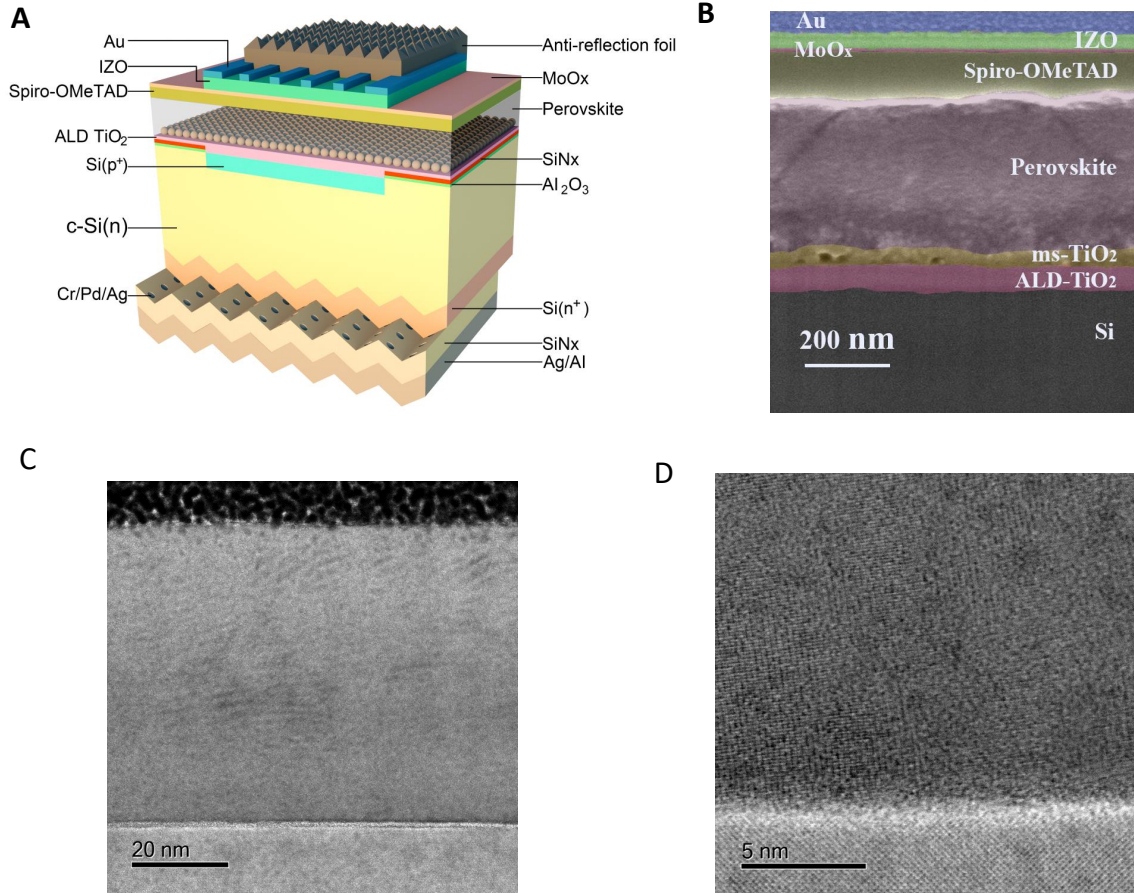 A
Au
IZO
Spiro-OMeTAD
ALD TiO₂
Si(p⁺)
c-Si(n)
Cr/Pd/Ag
Anti-reflection foil
MoOx
Perovskite
SiNx
Al₂O₃
Si(n⁺)
SiNx
Ag/Al
B
Au
IZO
MoOx
Spiro-OMeTAD
Perovskite
ms-TiO₂
ALD-TiO₂
Si
200 nm
C
20 nm
D
5 nm